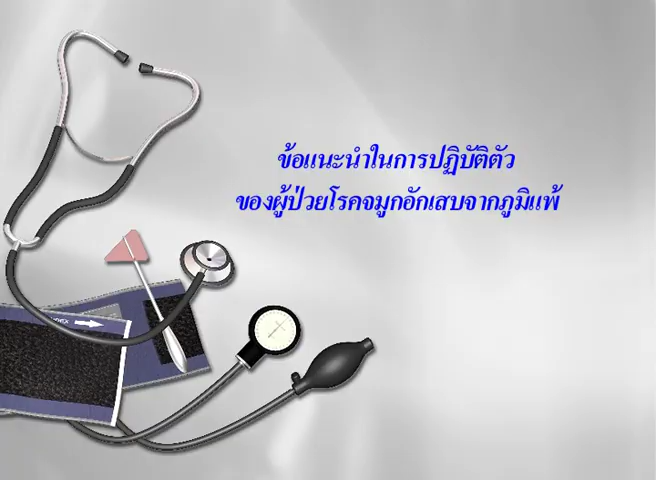 ข้อแนะนำในการปฏิบัติตัว
ของผู้ป่วยโรคจมูกอักเสบจากภูมิแพ้